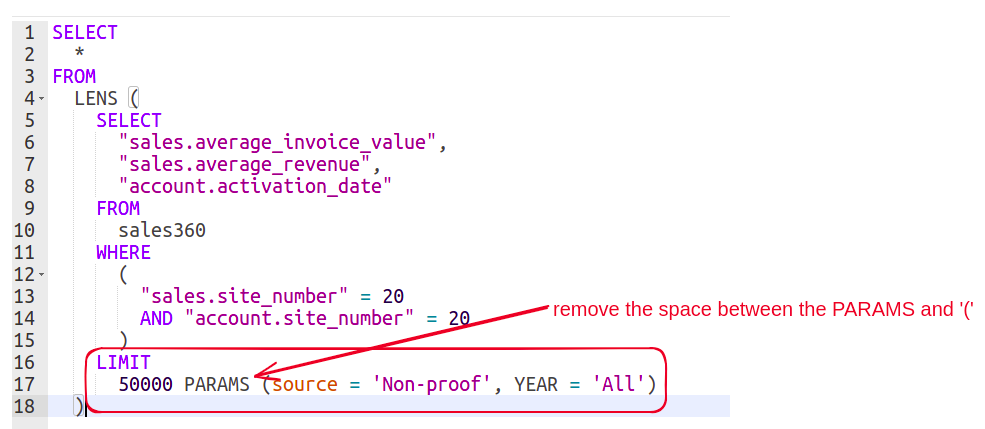 1 SELECT
2   *
3 FROM
4   LENS (
5     SELECT
6       "sales.average_invoice_value",
7       "sales.average_revenue",
8       "account.activation_date"
9     FROM
10       sales360
11     WHERE
12       (
13         "sales.site_number" = 20
14         AND "account.site_number" = 20
remove the space between the PARAMS and '('
15       )
16     LIMIT
17       50000 PARAMS (source = 'Non-proof', YEAR = 'All')
18   )